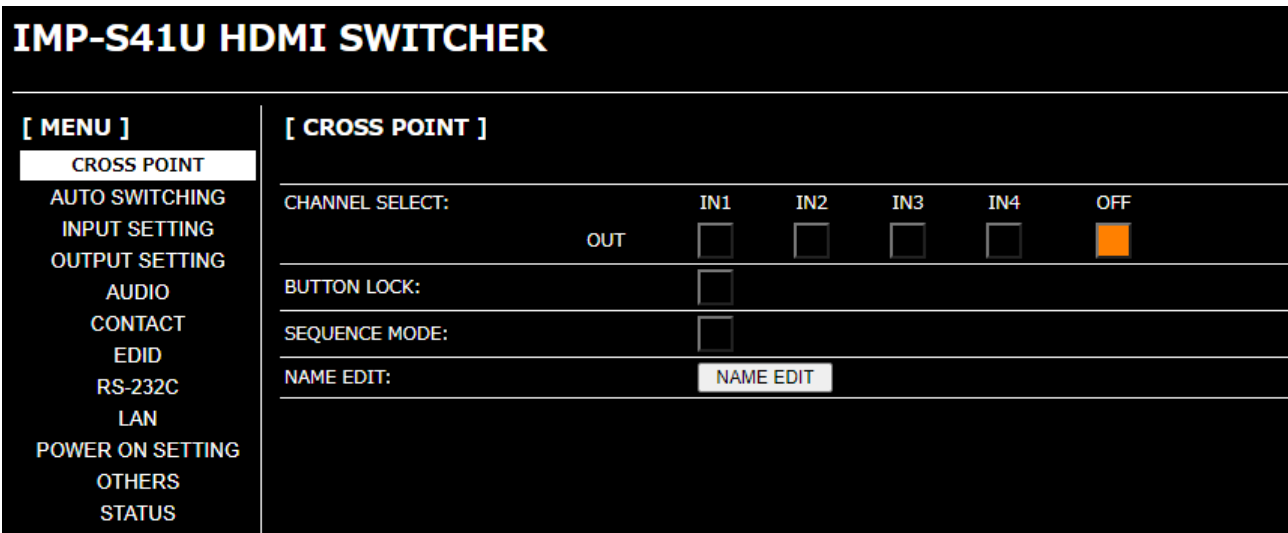 IMP-S41U HDMI SWITCHER
[ MENU ]
CROSS POINT
AUTO SWITCHING
INPUT SETTING
OUTPUT SETTING
AUDIO
CONTACT
EDID
RS-232C
LAN
POWER ON SETTING
OTHERS
STATUS
[ CROSS POINT ]
CHANNEL SELECT: IN1 IN2 IN3 IN4 OFF
OUT
BUTTON LOCK:
SEQUENCE MODE:
NAME EDIT: NAME EDIT